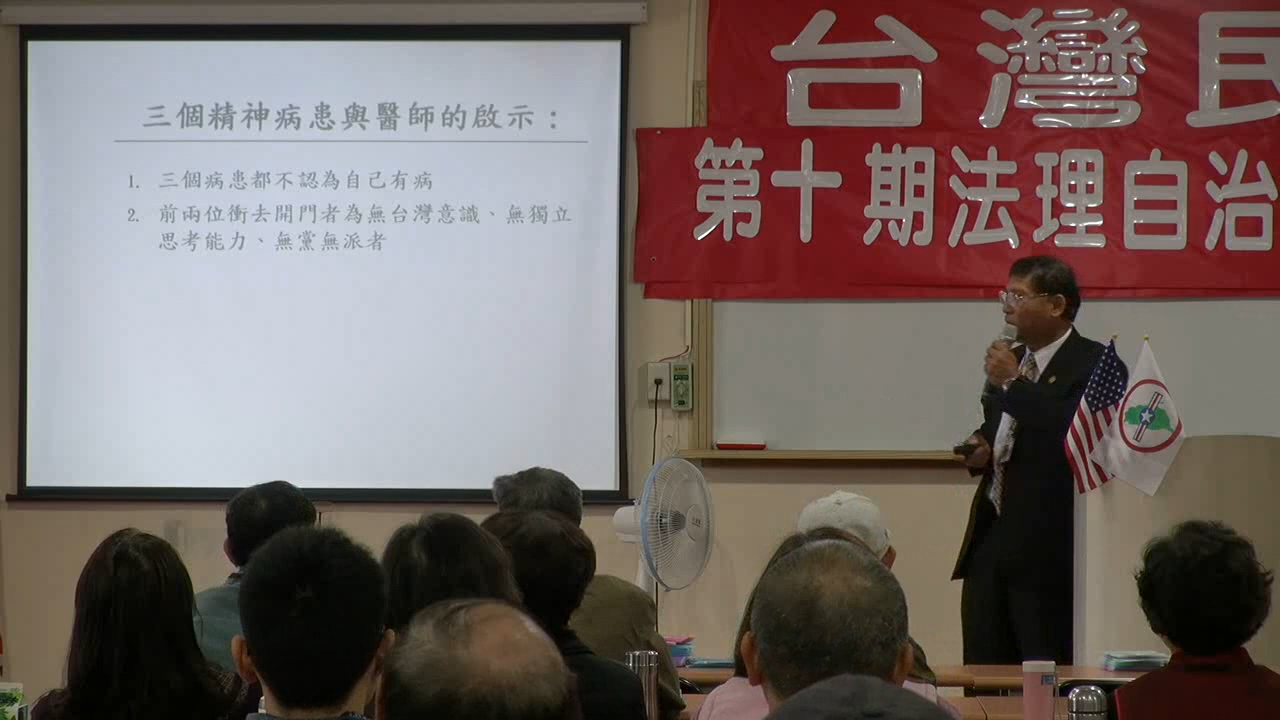 三個精神病患與醫師的啟示：
1. 三個病患都不認為自己有病
2. 前兩位衝去開門者為無台灣意識、無獨立
思考能力、無黨無派者
台灣民
第十期法理自治